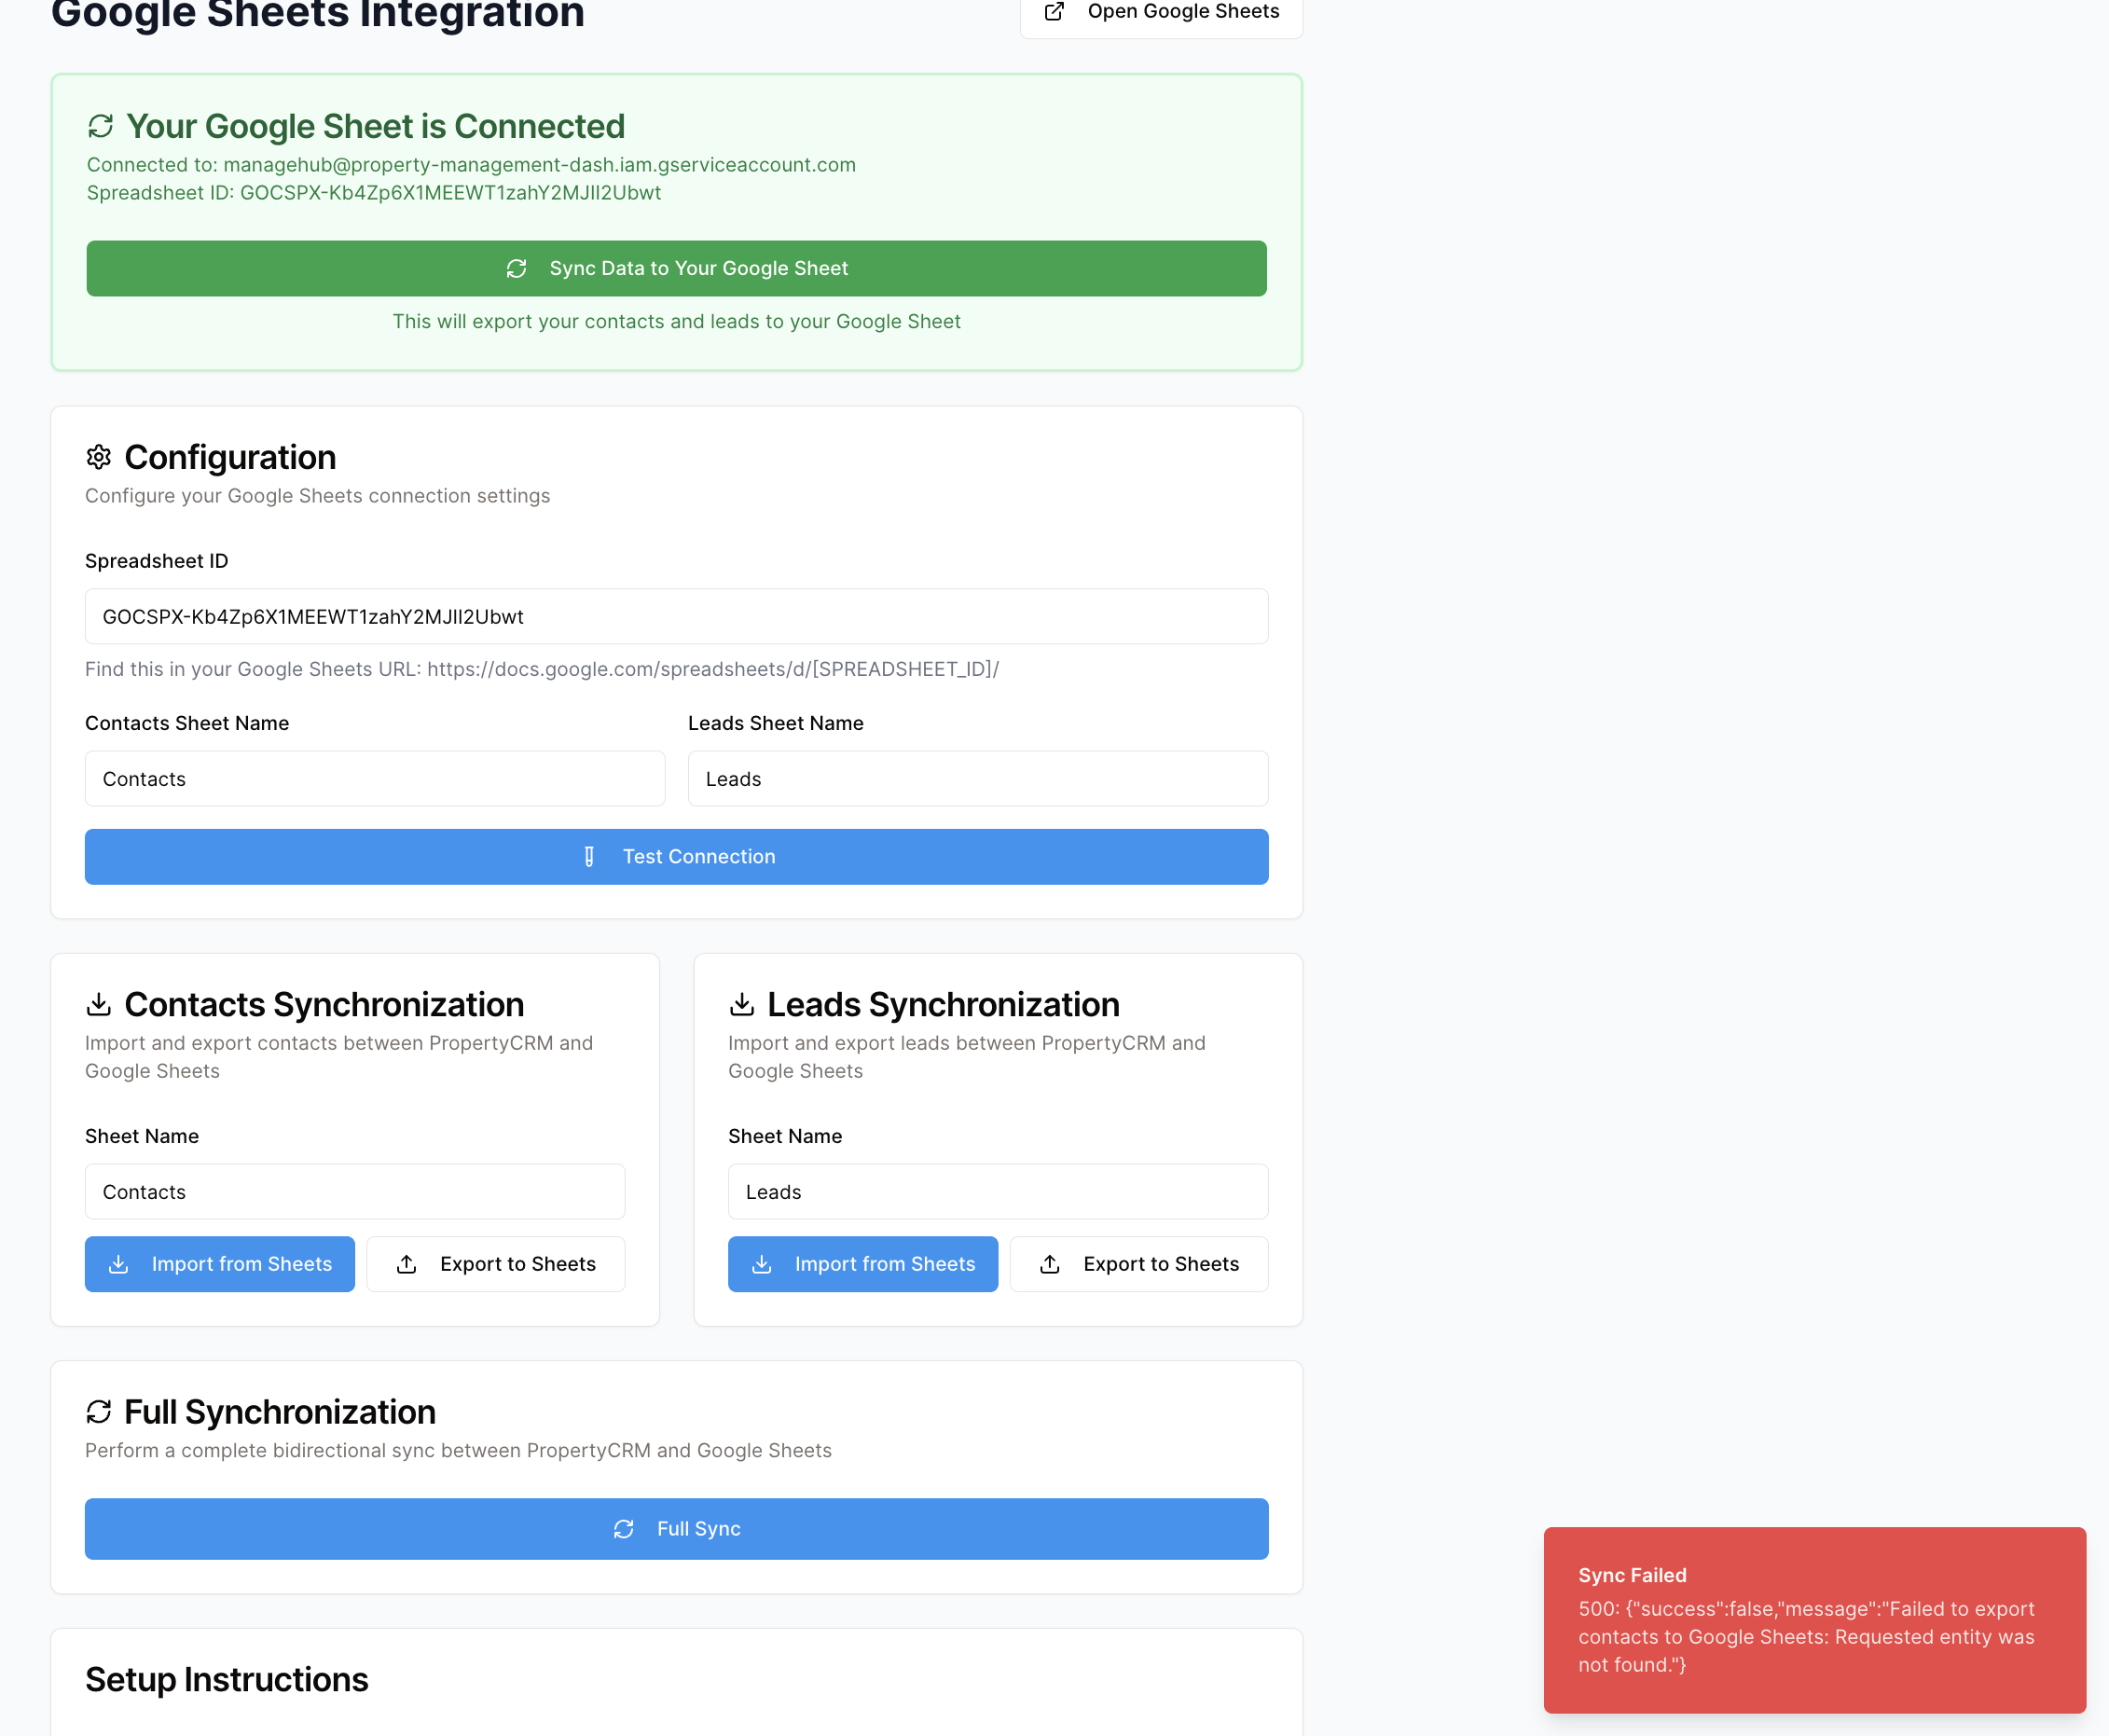 Google Sheets Integration
Open Google Sheets
Your Google Sheet is Connected
Connected to: managehub@property-management-dash.iam.gserviceaccount.com
Spreadsheet ID: 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
Sync Data to Your Google Sheet
This will export your contacts and leads to your Google Sheet
Configuration
Configure your Google Sheets connection settings
Spreadsheet ID
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
Find this in your Google Sheets URL: https://docs.google.com/spreadsheets/d/[SPREADSHEET_ID]/
Contacts Sheet Name
Leads Sheet Name
Contacts
Leads
Test Connection
Contacts Synchronization
Import and export contacts between PropertyCRM and
Google Sheets
Sheet Name
Contacts
Import from Sheets
Export to Sheets
Leads Synchronization
Import and export leads between PropertyCRM and
Google Sheets
Sheet Name
Leads
Import from Sheets
Export to Sheets
Full Synchronization
Perform a complete bidirectional sync between PropertyCRM and Google Sheets
Full Sync
Setup Instructions
Sync Failed
500: {"success":false,"message":"Failed to export
contacts to Google Sheets: Requested entity was
not found."}